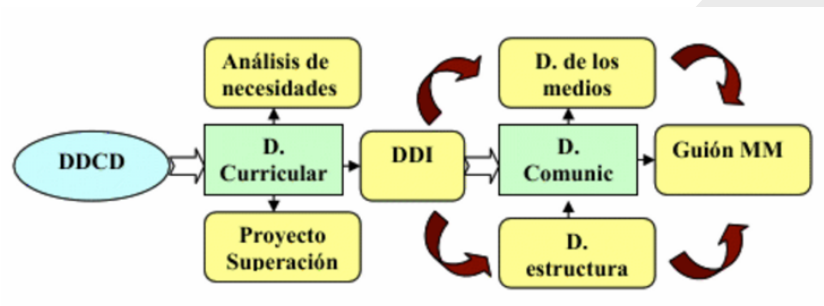 Análisis de
necesidades
D. de los
medios
DDCD
D.
Curricular
DDI
D.
Comunic
Guión MM
Proyecto
Superación
D.
estructura